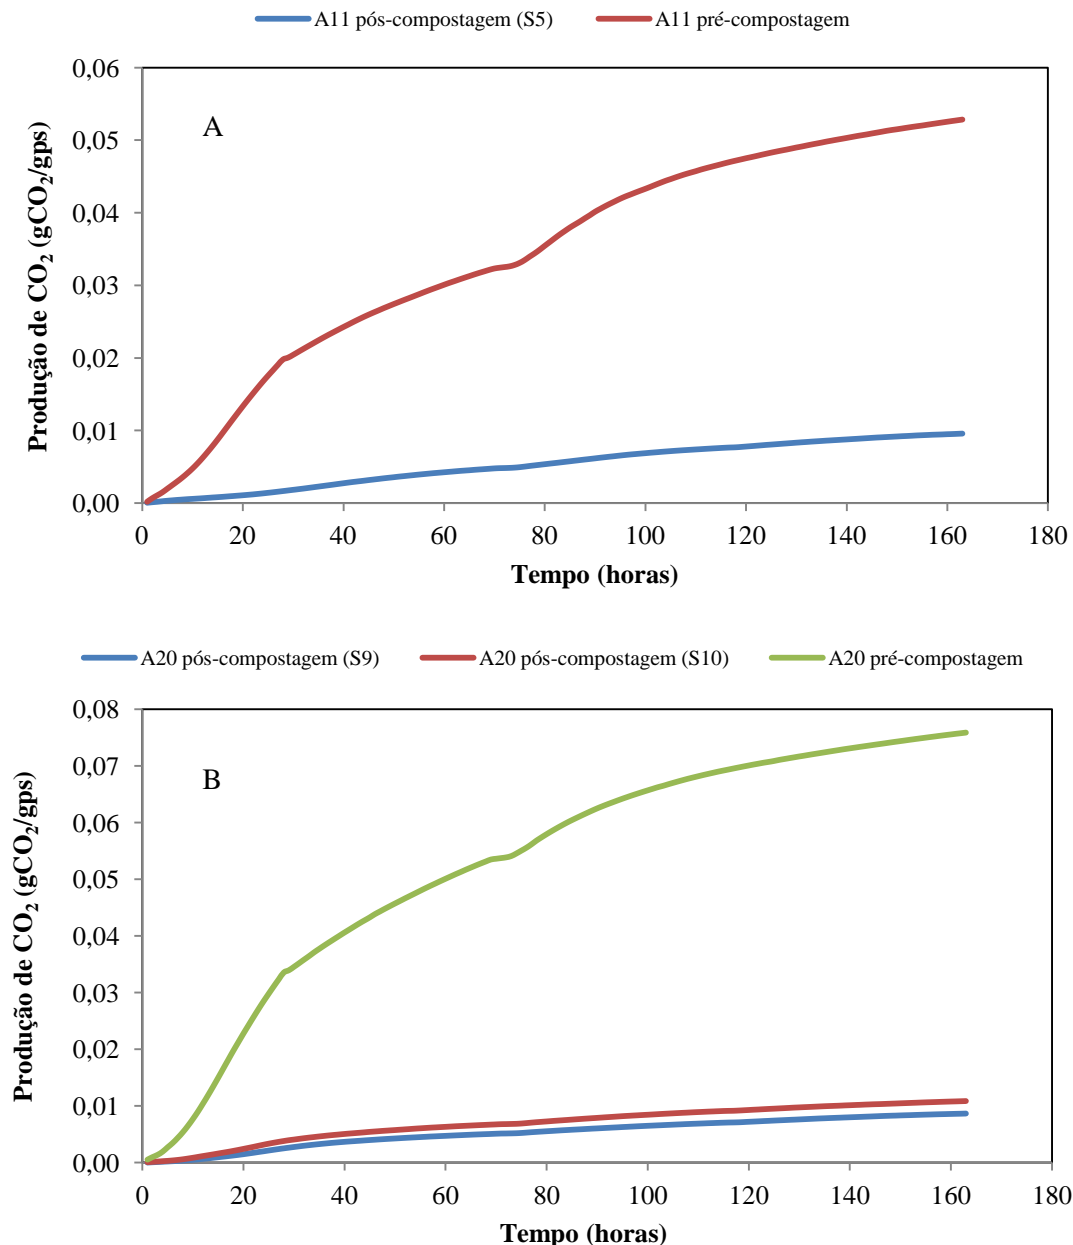 A11 pós-compostagem (S5) A11 pré-compostagem
A
Produção de CO₂ (gCO₂/gps)
0,06
0,05
0,04
0,03
0,02
0,01
0,00
0 20 40 60 80 100 120 140 160 180
Tempo (horas)
A20 pós-compostagem (S9) A20 pós-compostagem (S10) A20 pré-compostagem
B
Produção de CO₂ (gCO₂/gps)
0,08
0,07
0,06
0,05
0,04
0,03
0,02
0,01
0,00
0 20 40 60 80 100 120 140 160 180
Tempo (horas)